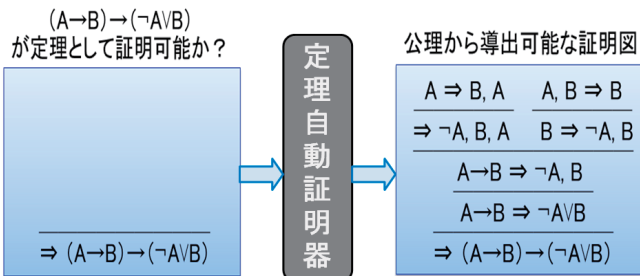 (A→B)→(¬A∨B)
が定理として証明可能か？
⇒ (A→B)→(¬A∨B)
定理自動証明器
公理から導出可能な証明図
A ⇒ B, A  A, B ⇒ B
⇒ ¬A, B, A  B ⇒ ¬A, B
A→B ⇒ ¬A, B
A→B ⇒ ¬A∨B
⇒ (A→B)→(¬A∨B)